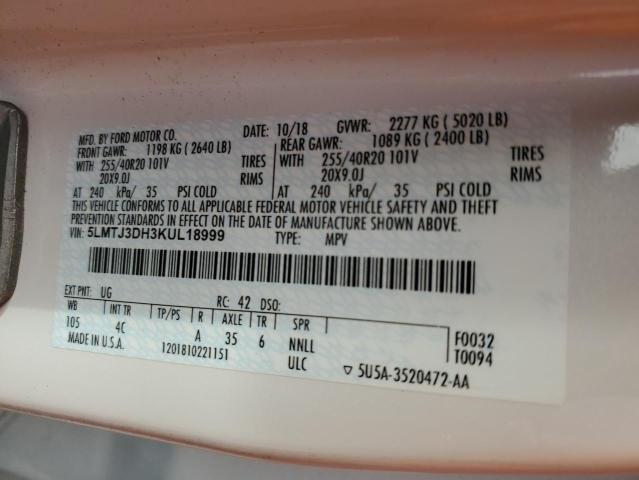 MFD. BY FORD MOTOR CO.
DATE: 10/18 GVWR: 2277 KG ( 5020 LB)
FRONT GAWR: 1198 KG ( 2640 LB) REAR GAWR: 1089 KG ( 2400 LB)
WITH 255/40R20 101V TIRES WITH 255/40R20 101V TIRES
20X9.0J RIMS 20X9.0J RIMS
AT 240 kPa/ 35 PSI COLD AT 240 kPa/ 35 PSI COLD
THIS VEHICLE CONFORMS TO ALL APPLICABLE FEDERAL MOTOR VEHICLE SAFETY AND THEFT
PREVENTION STANDARDS IN EFFECT ON THE DATE OF MANUFACTURE SHOWN ABOVE.
VIN: 5LMTJ3DH3KUL18999 TYPE: MPV
EXT PNT: UG RC: 42 DSO:
WB INT TR TP/PS R AXLE TR SPR
105 4C A 35 6 NNLL F0032
MADE IN U.S.A. 1201810221151 ULC T0094
▽ 5U5A-3520472-AA